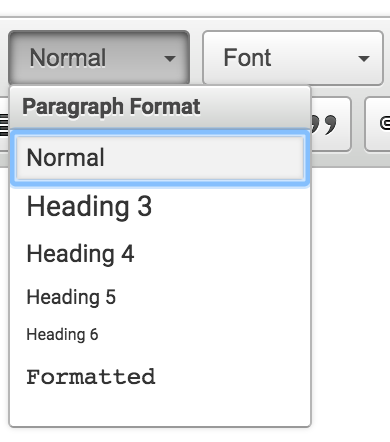 Normal Font
Paragraph Format
Normal
Heading 3
Heading 4
Heading 5
Heading 6
Formatted